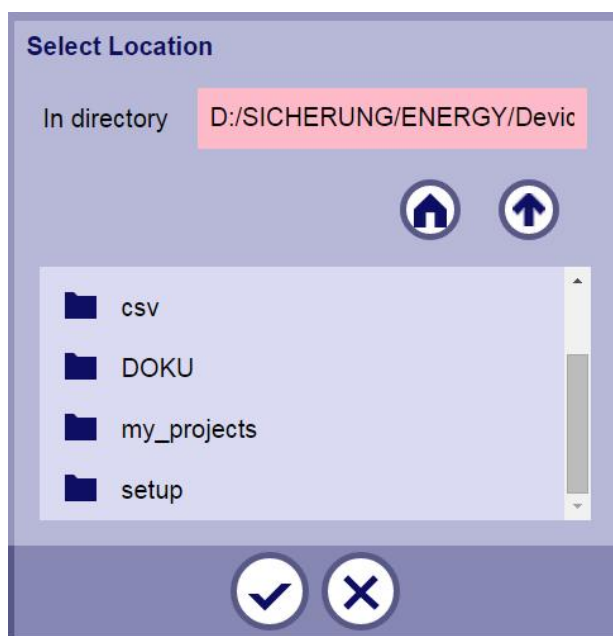 Select Location
In directory D:/SICHERUNG/ENERGY/Devic
csv
DOKU
my_projects
setup